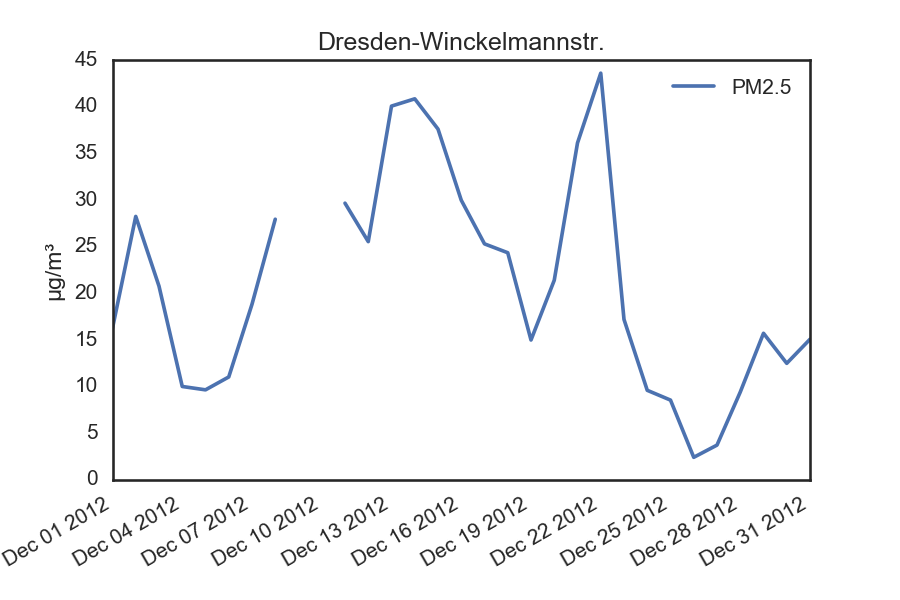 Dresden-Winckelmannstr.
45
40
35
30
25
20
15
10
5
0
µg/m³
PM2.5
Dec 01 2012
Dec 04 2012
Dec 07 2012
Dec 10 2012
Dec 13 2012
Dec 16 2012
Dec 19 2012
Dec 22 2012
Dec 25 2012
Dec 28 2012
Dec 31 2012